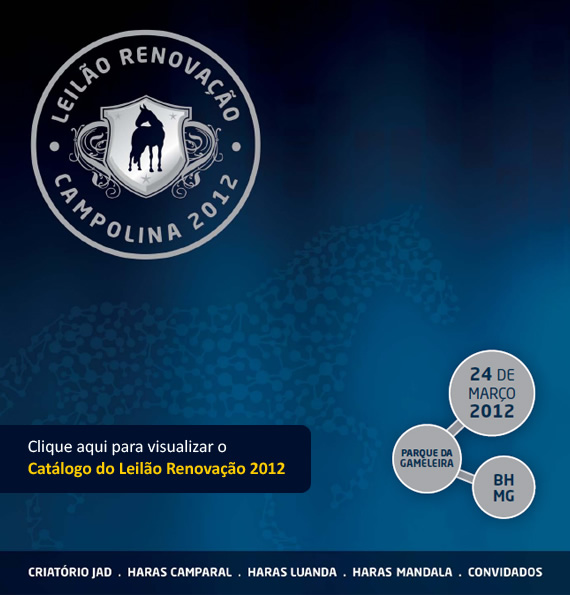 LEILÃO RENOVAÇÃO
CAMPOLINA 2012
24 DE
MARÇO
2012
PARQUE DA
GAMELEIRA
BH
MG
Clique aqui para visualizar o
Catálogo do Leilão Renovação 2012
CRIATÓRIO JAD . HARAS CAMPARAL . HARAS LUANDA . HARAS MANDALA . CONVIDADOS